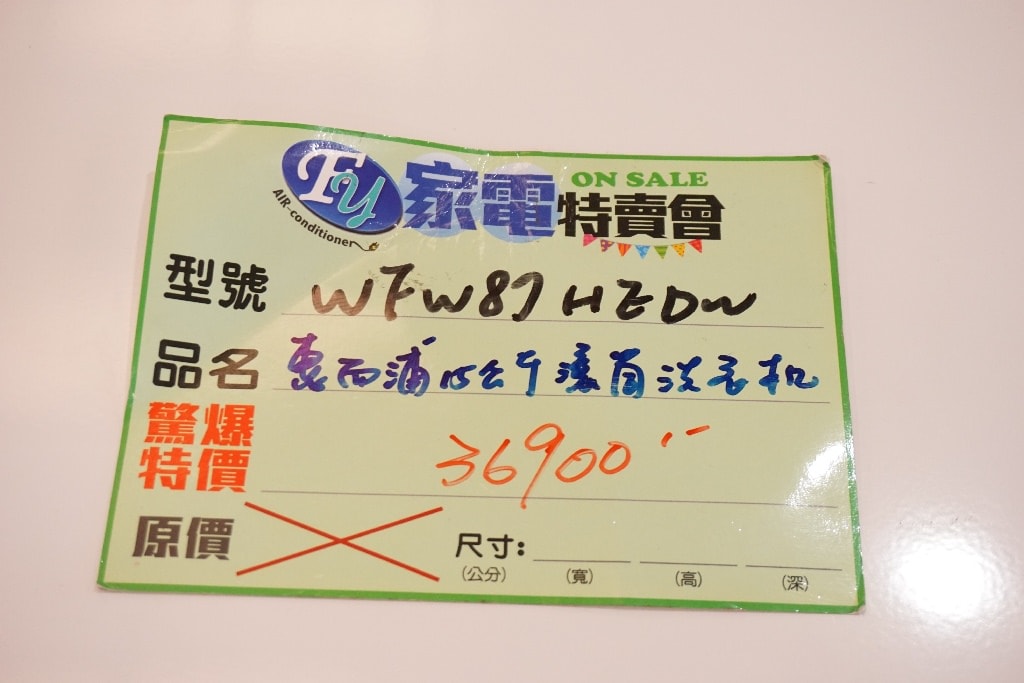 Fy
AIR-conditioner
家電 ON SALE
特賣會
型號 WFW87HEDW
品名 惠而浦15公斤滾筒洗衣机
驚爆
特價 36900
原價
尺寸:
(公分) (寬) (高) (深)